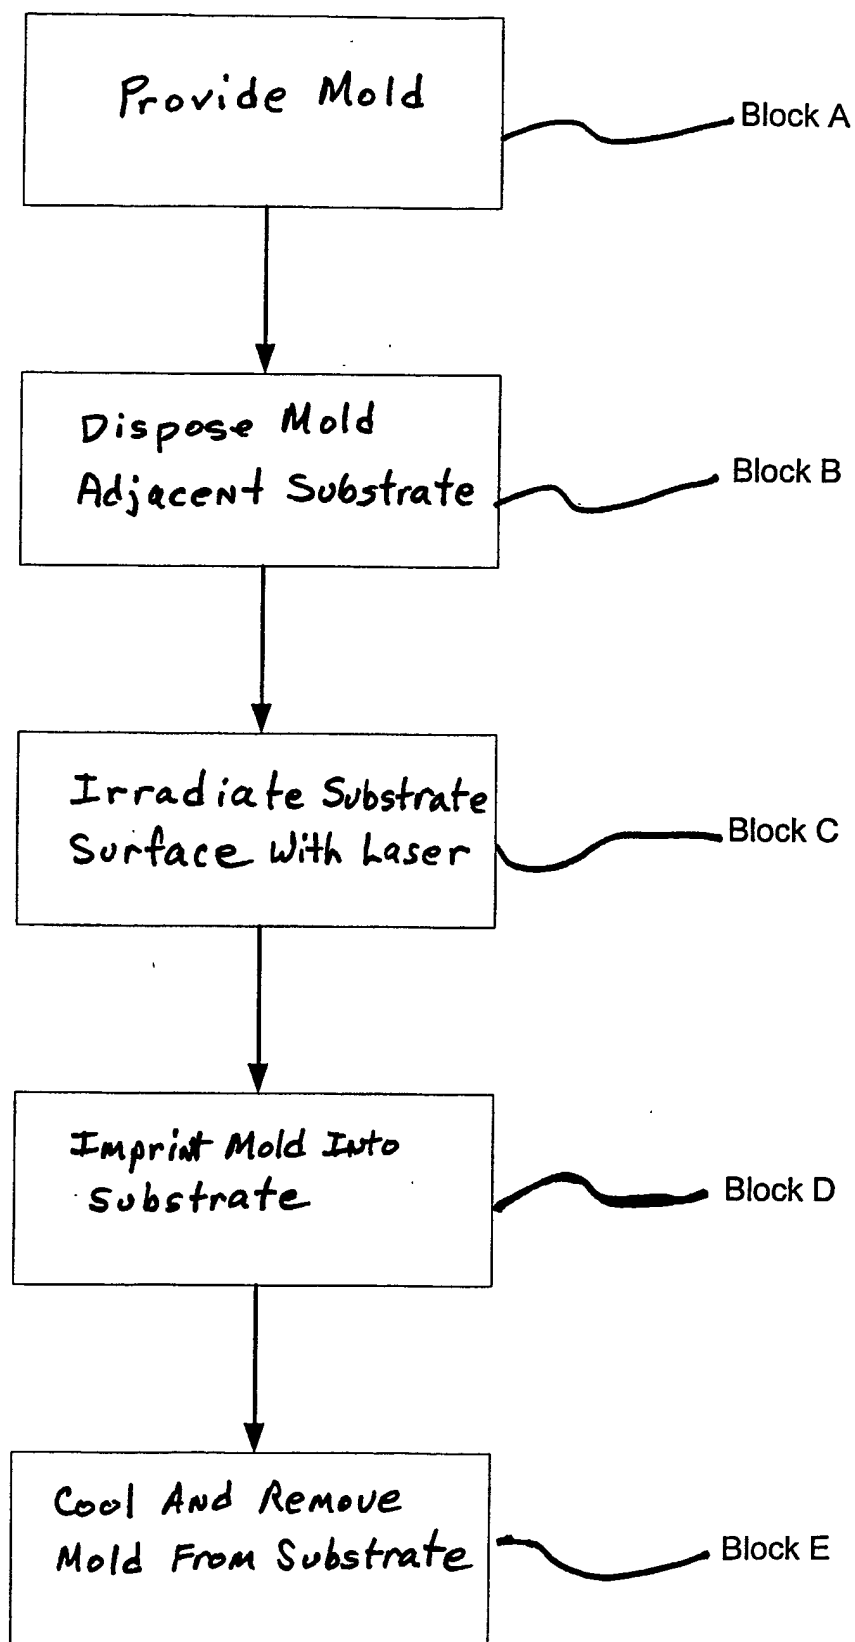 Provide Mold
Block A
Dispose Mold
Adjacent Substrate
Block B
Irradiate Substrate
Surface With Laser
Block C
Imprint Mold Into
Substrate
Block D
Cool And Remove
Mold From Substrate
Block E